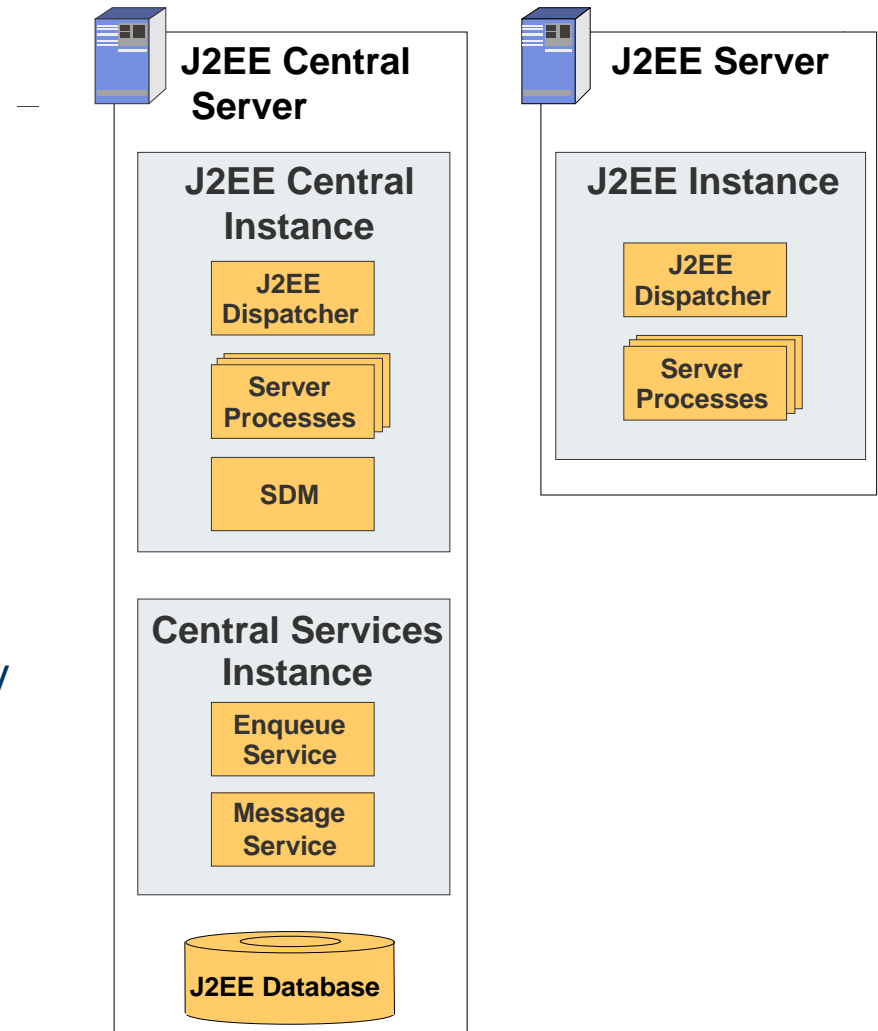 J2EE Central
Server
J2EE Central
Instance
J2EE
Dispatcher
Server
Processes
SDM
Central Services
Instance
Enqueue
Service
Message
Service
J2EE Database
J2EE Server
J2EE Instance
J2EE
Dispatcher
Server
Processes
y